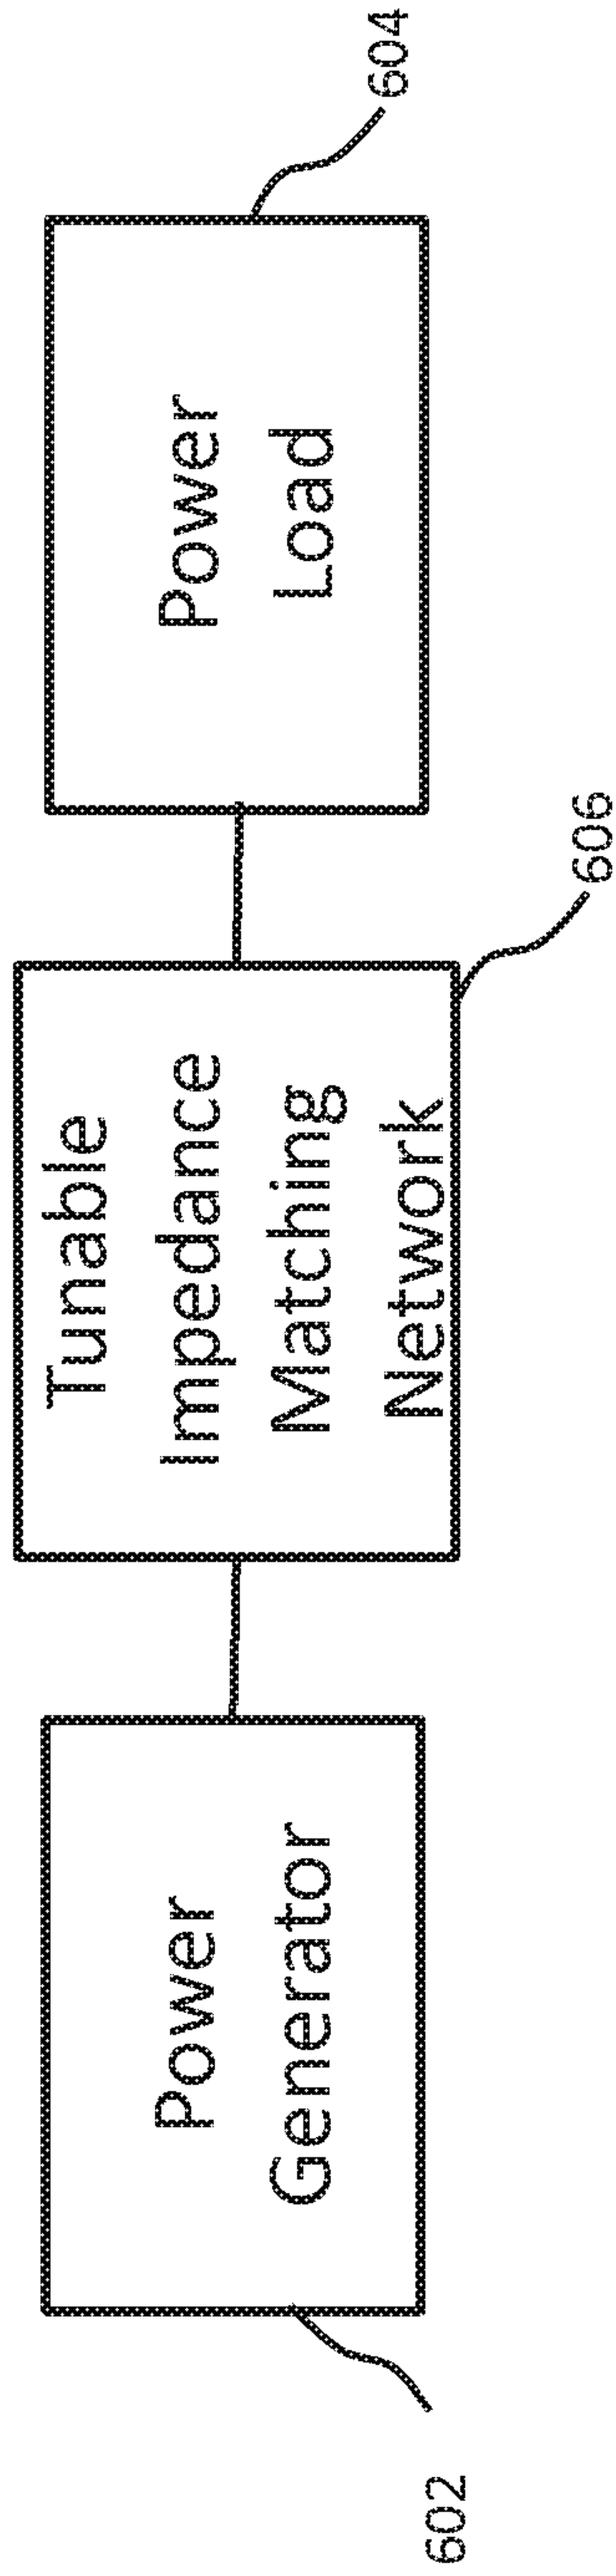 Power
Generator
602
Tunable
Impedance
Matching
Network
606
Power
Load
604